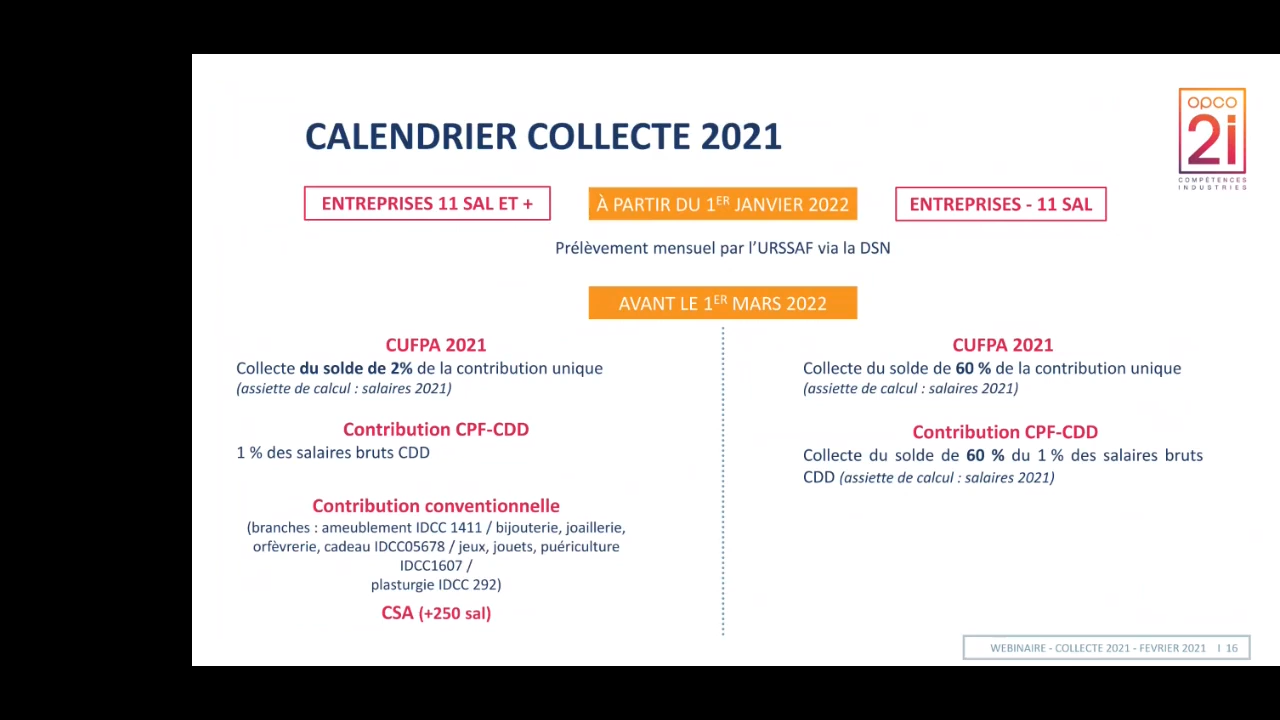 opco
2i
COMPÉTENCES
INDUSTRIES
CALENDRIER COLLECTE 2021
ENTREPRISES 11 SAL ET +
À PARTIR DU 1ER JANVIER 2022
ENTREPRISES - 11 SAL
Prélèvement mensuel par l’URSSAF via la DSN
AVANT LE 1ER MARS 2022
CUFPA 2021
Collecte du solde de 2% de la contribution unique
(assiette de calcul : salaires 2021)
Contribution CPF-CDD
1 % des salaires bruts CDD
Contribution conventionnelle
(branches : ameublement IDCC 1411 / bijouterie, joaillerie,
orfèvrerie, cadeau IDCC05678 / jeux, jouets, puériculture
IDCC1607 /
plasturgie IDCC 292)
CSA (+250 sal)
CUFPA 2021
Collecte du solde de 60 % de la contribution unique
(assiette de calcul : salaires 2021)
Contribution CPF-CDD
Collecte du solde de 60 % du 1 % des salaires bruts
CDD (assiette de calcul : salaires 2021)
WEBINAIRE - COLLECTE 2021 - FEVRIER 2021 I 16